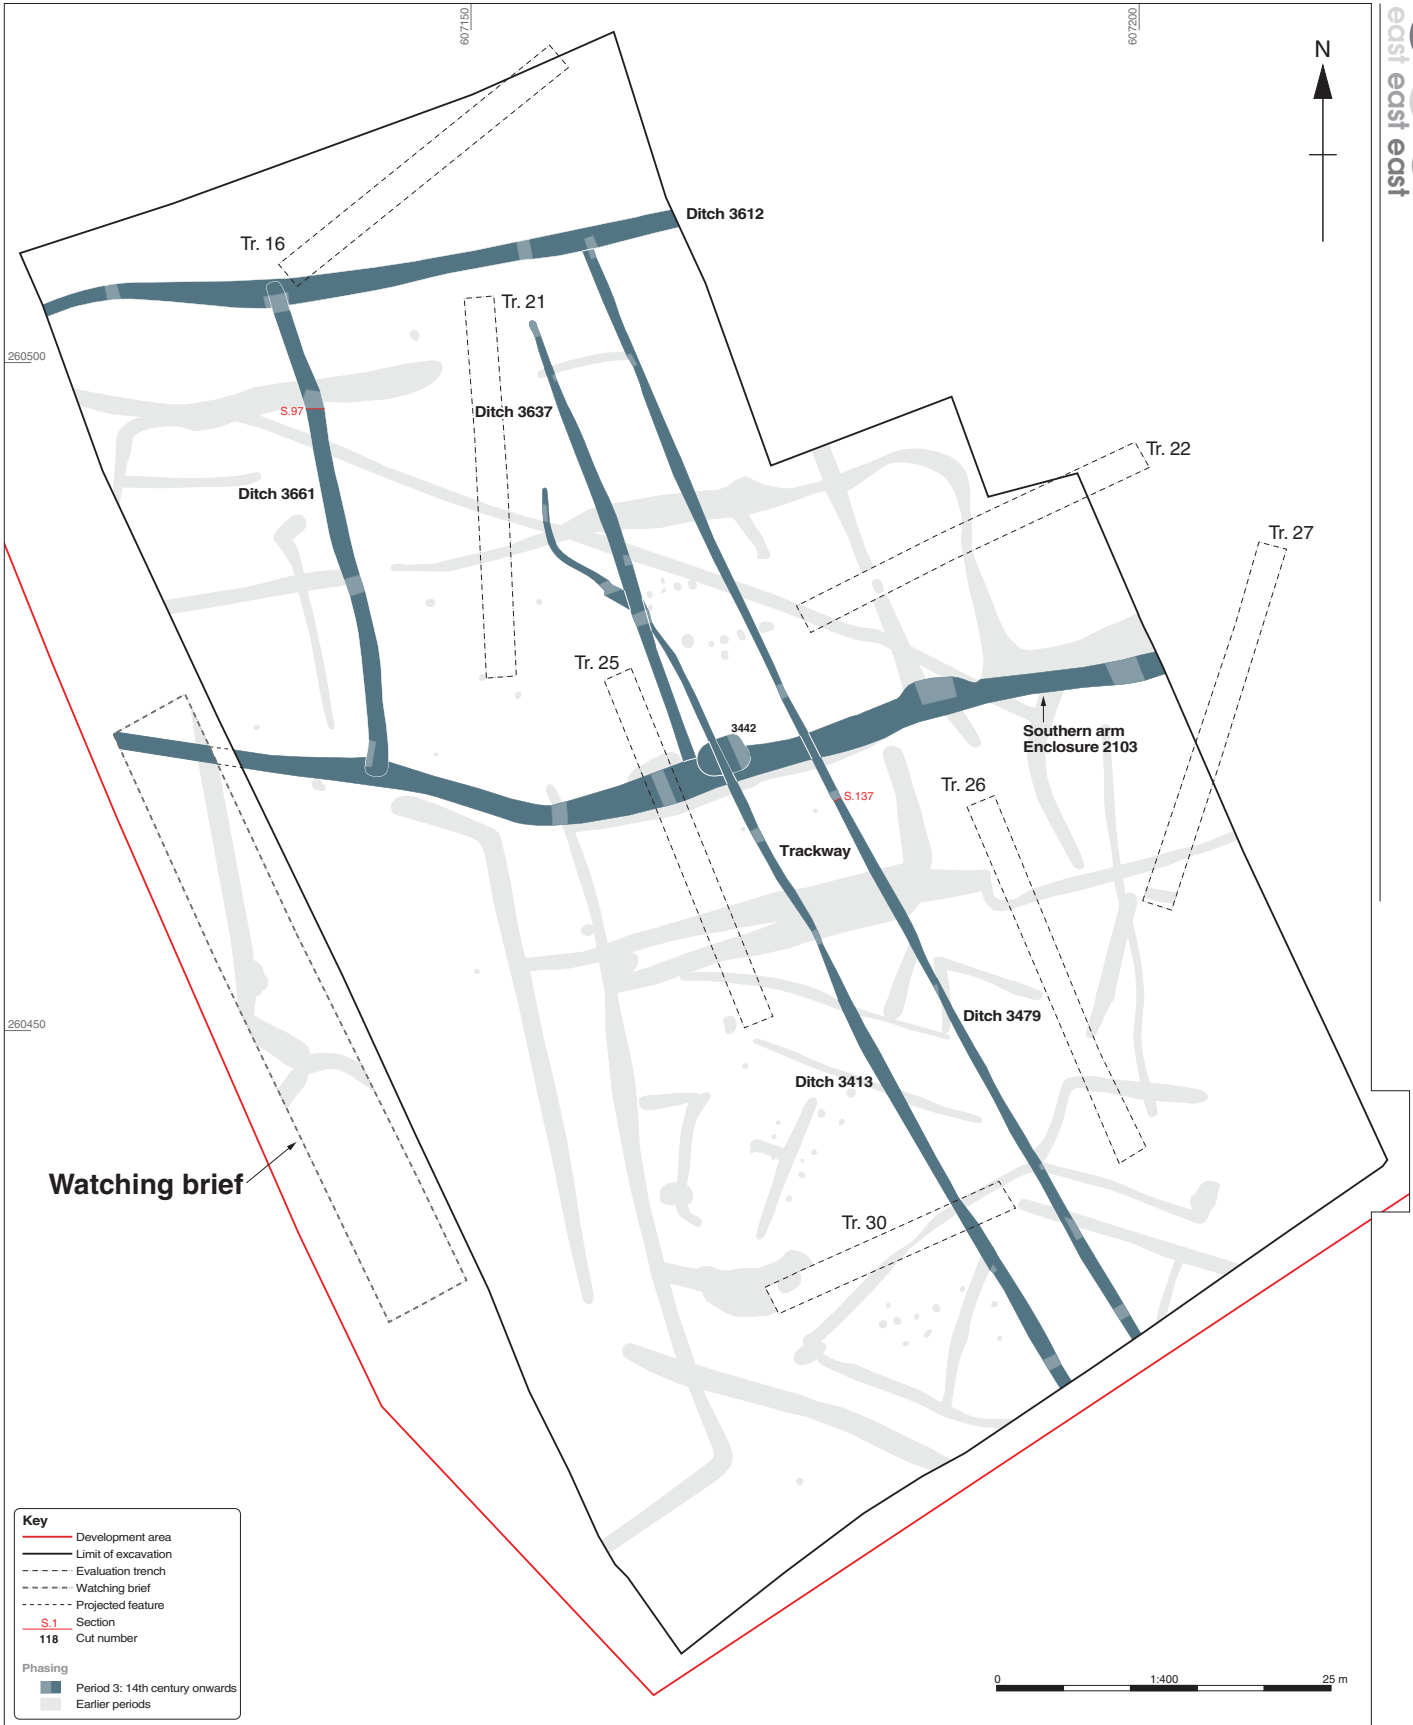 607150
607200
east east east
N
Ditch 3612
Tr. 16
Tr. 21
260500
S.97
Ditch 3637
Tr. 22
Ditch 3661
Tr. 27
Tr. 25
3442
Southern arm
Enclosure 2103
Tr. 26
S.137
Trackway
260450
Ditch 3479
Ditch 3413
Watching brief
Tr. 30
Key
Development area
Limit of excavation
Evaluation trench
Watching brief
Projected feature
S.1 Section
118 Cut number
Phasing
Period 3: 14th century onwards
Earlier periods
0 1:400 25 m